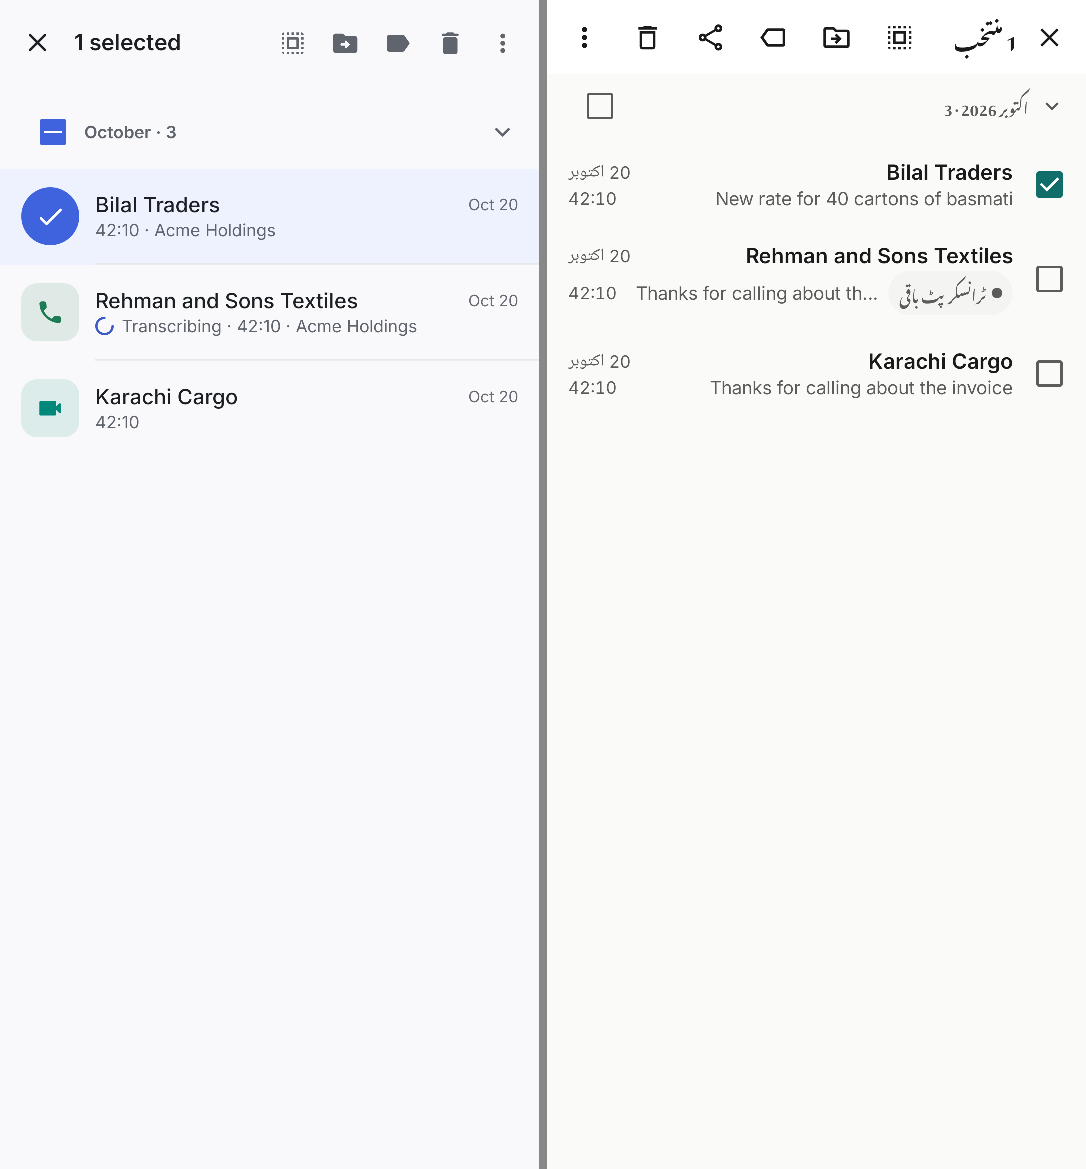 1 selected
October · 3
Bilal Traders
Oct 20
42:10 · Acme Holdings
Rehman and Sons Textiles
Oct 20
Transcribing · 42:10 · Acme Holdings
Karachi Cargo
Oct 20
42:10
1 منتخب
اکتوبر 2026 · 3
Bilal Traders
20 اکتوبر
New rate for 40 cartons of basmati
42:10
Rehman and Sons Textiles
20 اکتوبر
ٹرانسکرپٹ باقی
Thanks for calling about th...
42:10
Karachi Cargo
20 اکتوبر
Thanks for calling about the invoice
42:10